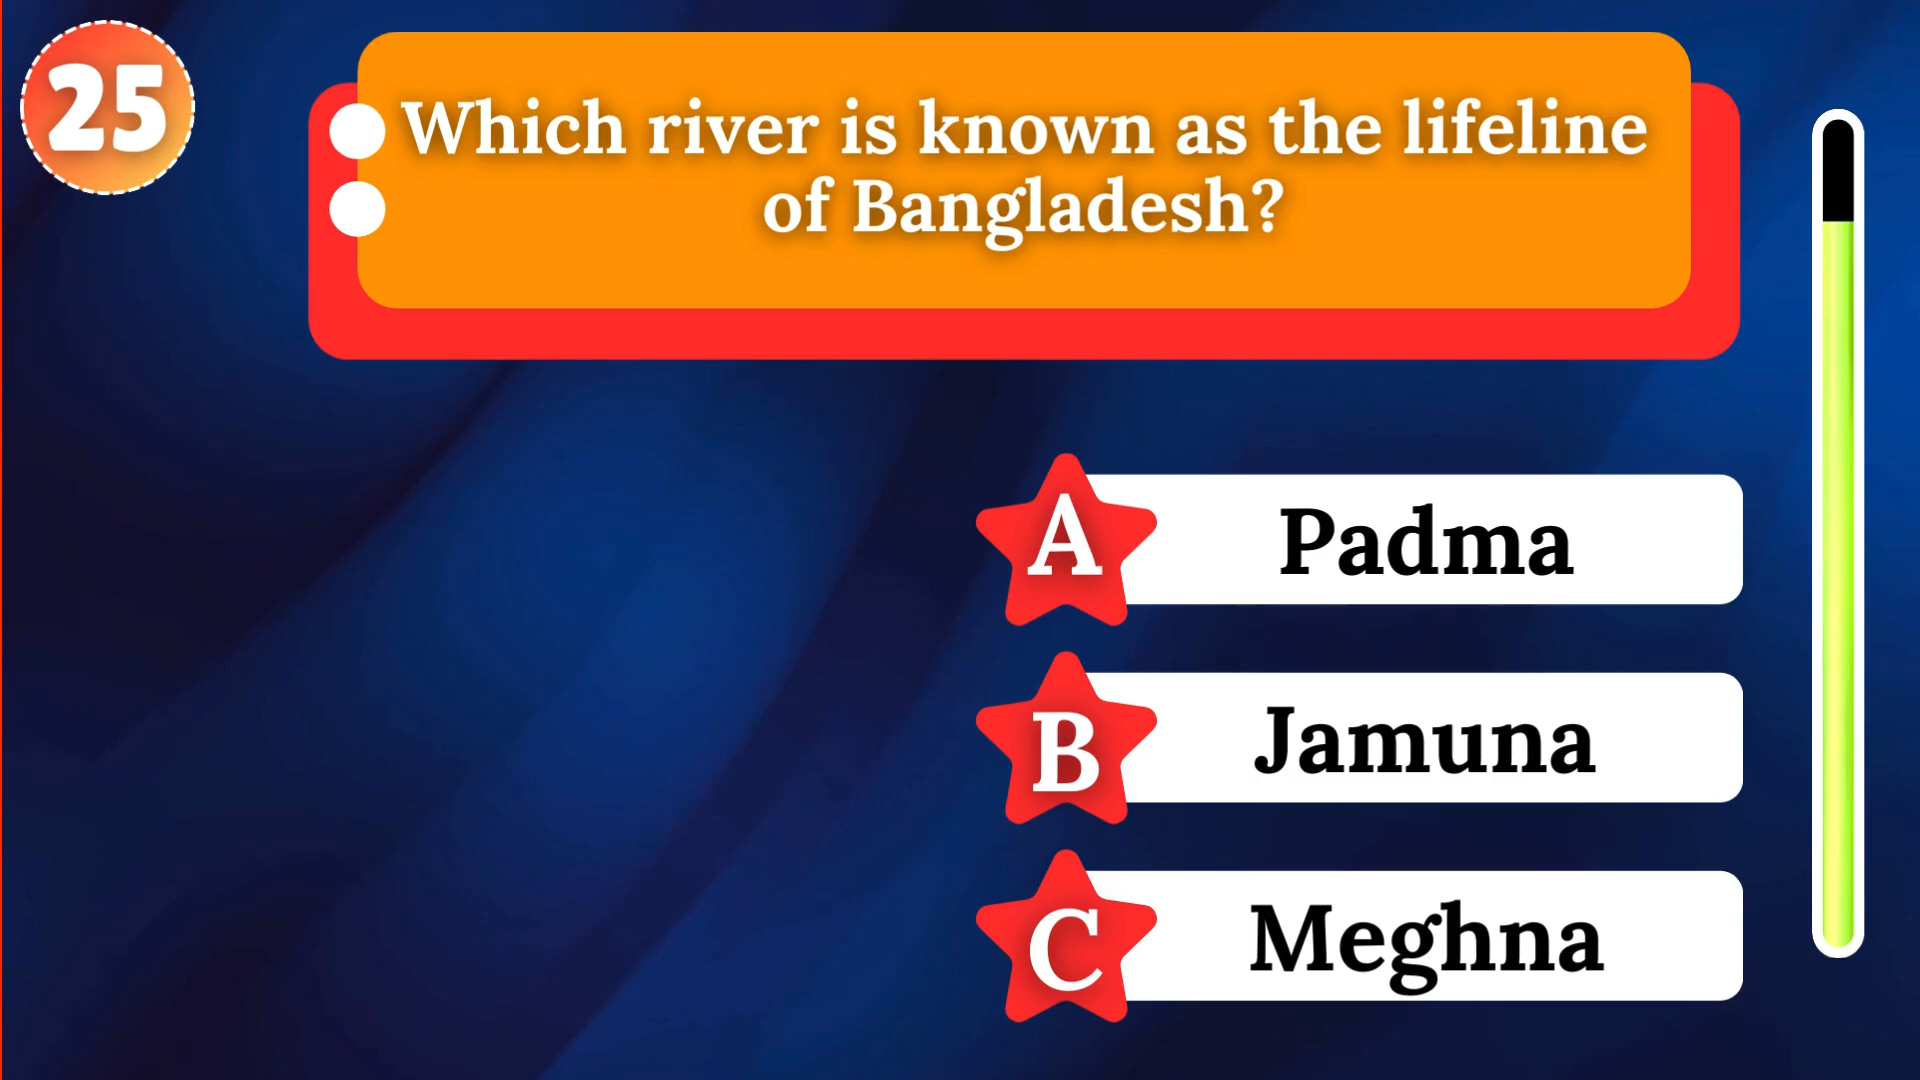 25
Which river is known as the lifeline
of Bangladesh?
A Padma
B Jamuna
C Meghna